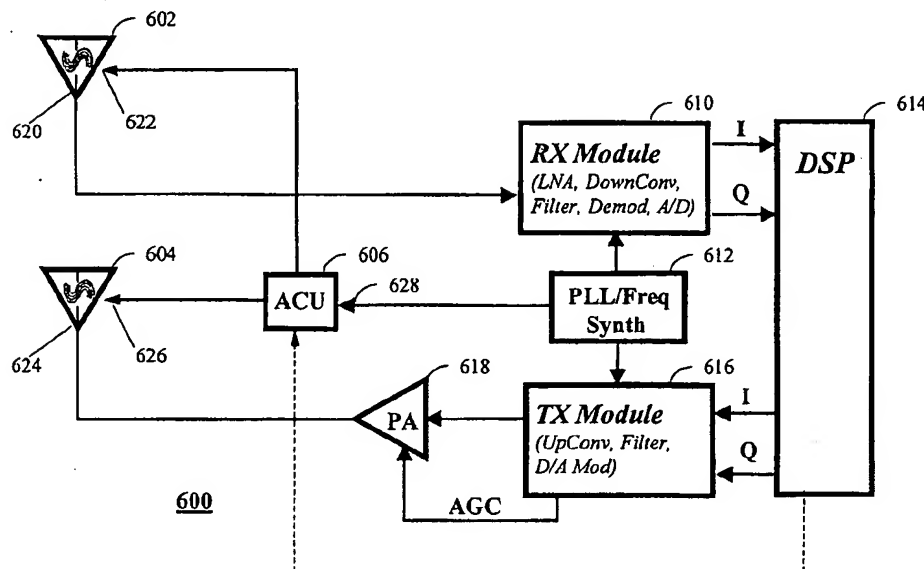 602
620
622
610
RX Module
(LNA, DownConv,
Filter, Demod, A/D)
I
Q
614
DSP
604
606
ACU
628
612
PLL/Freq
Synth
624
626
618
PA
616
TX Module
(UpConv, Filter,
D/A Mod)
I
Q
600
AGC